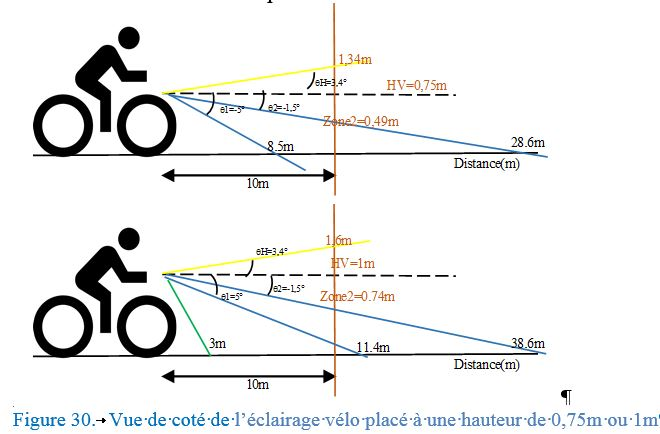 1,34m
θH=3,4°
HV=0,75m
θ1=-5°
θ2=-1,5°
Zone2=0.49m
8.5m
28.6m
Distance(m)
10m
1,6m
θH=3,4°
HV=1m
θ1=5°
θ2=-1,5°
Zone2=0.74m
3m
11.4m
38.6m
Distance(m)
10m
¶
Figure 30.→ Vue·de·coté·de·l'éclairage·vélo·placé·à·une·hauteur·de·0,75m·ou·1m